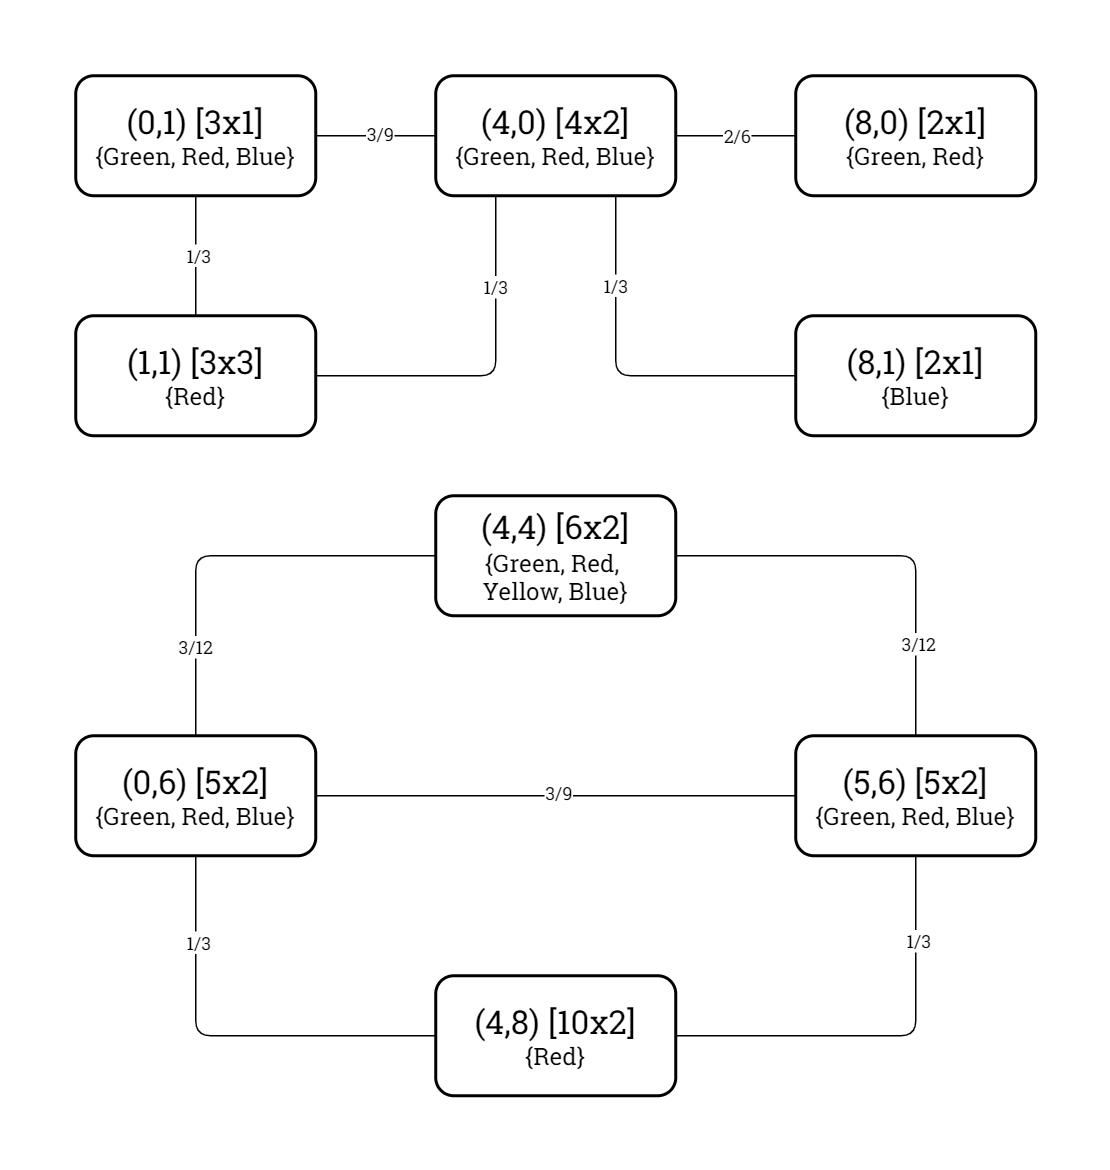 (0,1) [3x1]
{Green, Red, Blue}
3/9
(4,0) [4x2]
{Green, Red, Blue}
2/6
(8,0) [2x1]
{Green, Red}
1/3
1/3
1/3
(1,1) [3x3]
{Red}
(8,1) [2x1]
{Blue}
(4,4) [6x2]
{Green, Red,
Yellow, Blue}
3/12
3/12
(0,6) [5x2]
{Green, Red, Blue}
3/9
(5,6) [5x2]
{Green, Red, Blue}
1/3
1/3
(4,8) [10x2]
{Red}